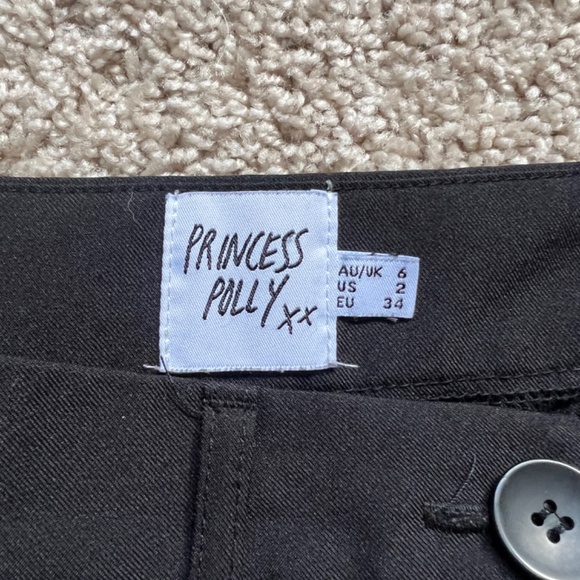 PRINCESS
POLLY xx
AU/UK 6
US 2
EU 34